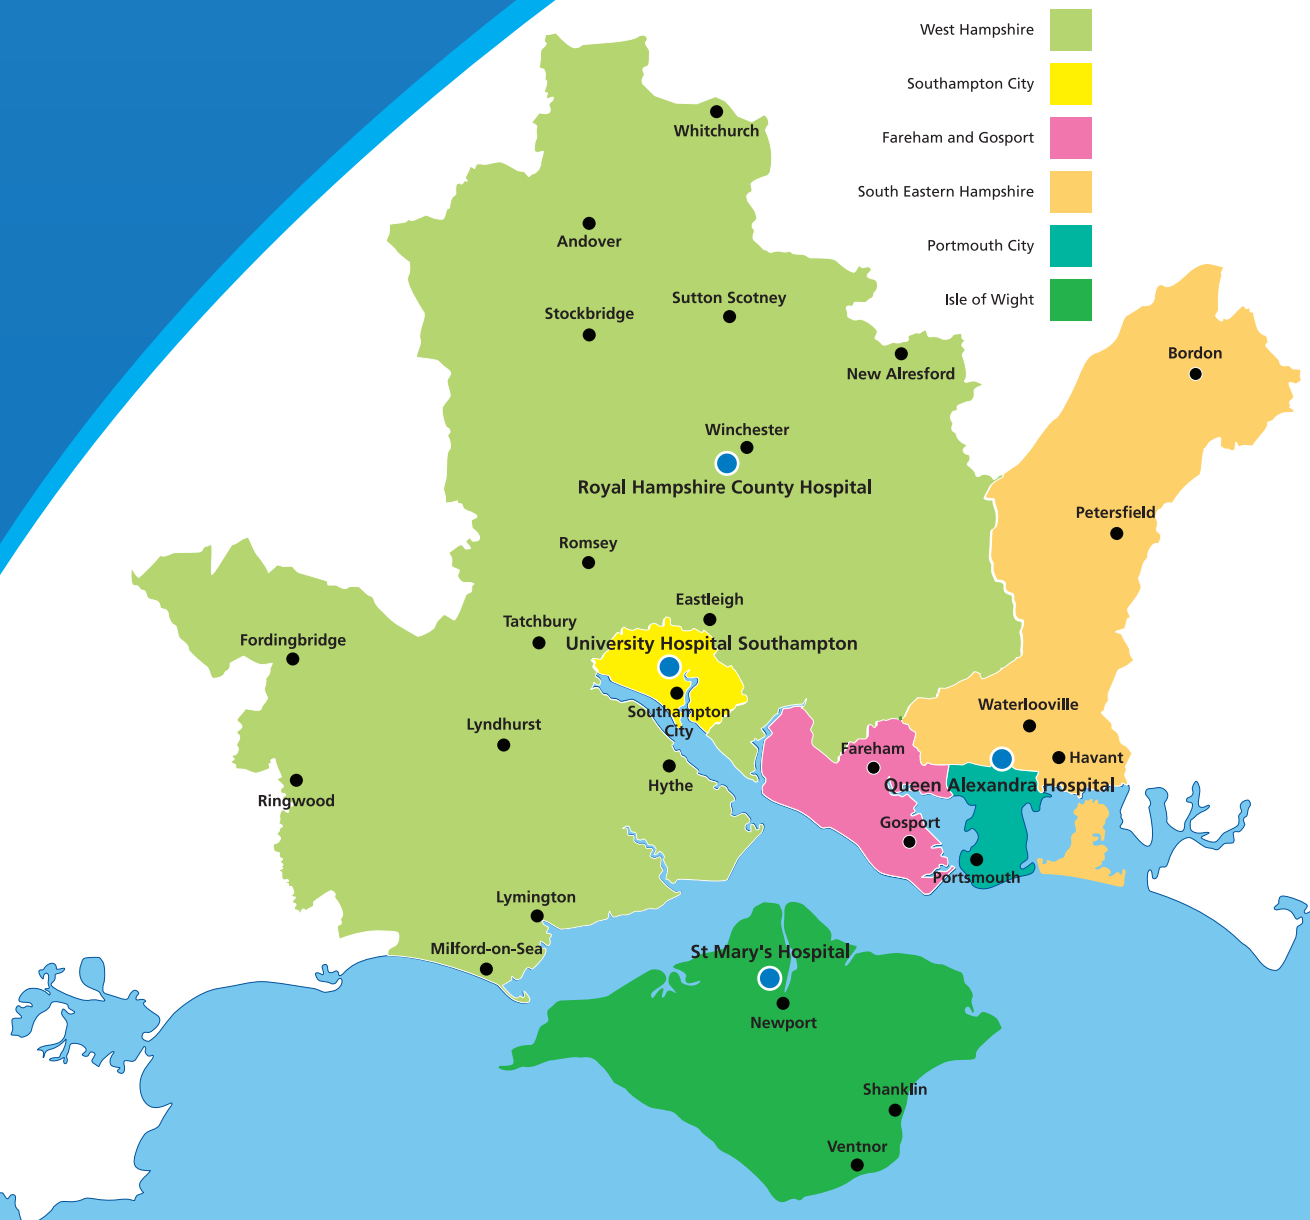 West Hampshire
Southampton City
Fareham and Gosport
South Eastern Hampshire
Portmouth City
Isle of Wight
Whitchurch
Andover
Sutton Scotney
Stockbridge
New Alresford
Bordon
Winchester
Royal Hampshire County Hospital
Petersfield
Romsey
Eastleigh
Tatchbury
Fordingbridge
University Hospital Southampton
Southampton
City
Waterlooville
Lyndhurst
Fareham
Havant
Hythe
Queen Alexandra Hospital
Ringwood
Gosport
Portsmouth
Lymington
Milford-on-Sea
St Mary's Hospital
Newport
Shanklin
Ventnor